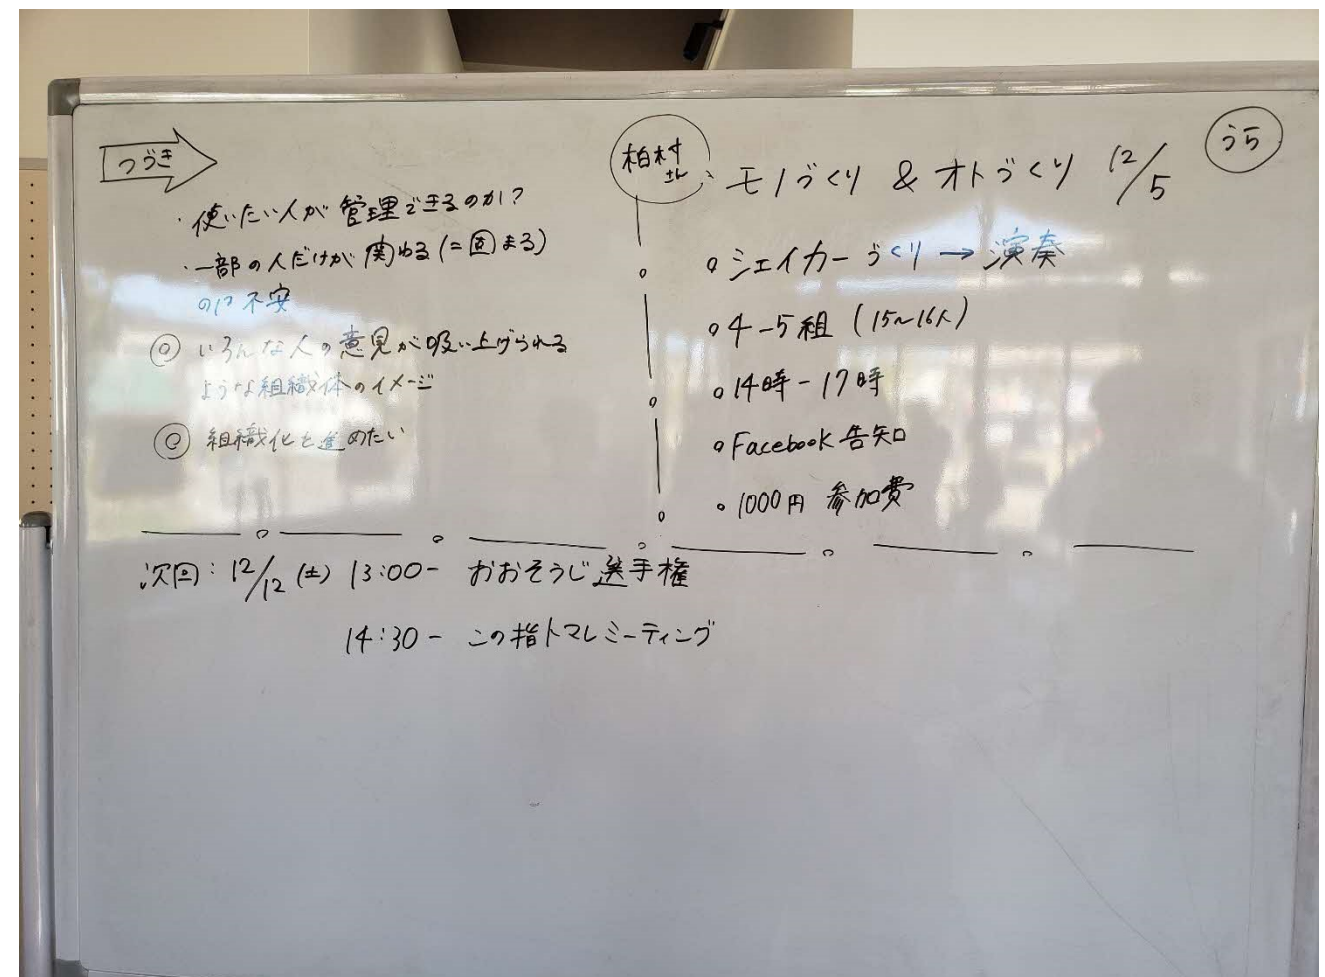 つづき
・使いたい人が管理できるのか?
・一部の人だけが関わる(=固まる)
のは不安
◎ いろんな人の意見が吸い上げられる
ような組織体のイメージ
◎ 組織化を進めたい
うら
柏村さん: モノづくり & オトづくり 12/5
○シェイカーづくり → 演奏
○4-5組 (15~16人)
○14時-17時
○Facebook告知
○1000円 参加費
次回: 12/12(土) 13:00- おおそうじ選手権
14:30- この指トマレミーティング